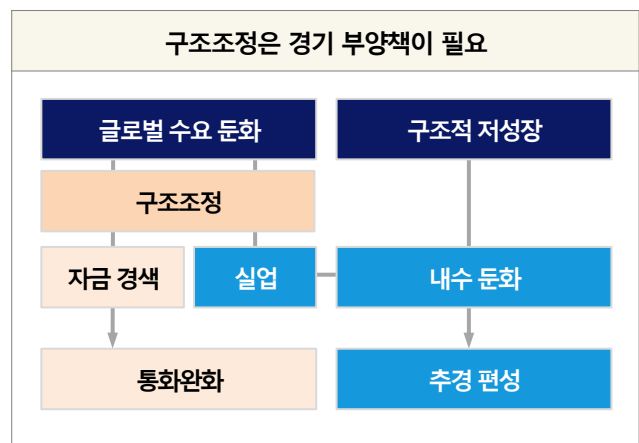 구조조정은 경기 부양책이 필요
글로벌 수요 둔화
구조적 저성장
구조조정
자금 경색
실업
내수 둔화
통화완화
추경 편성